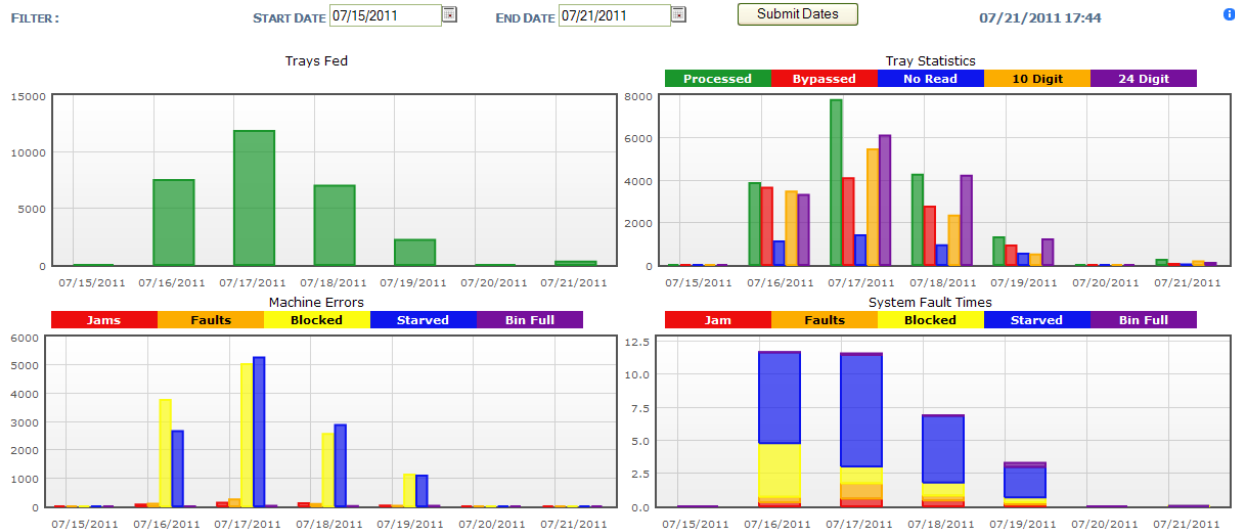 FILTER : START DATE 07/15/2011 END DATE 07/21/2011 Submit Dates 07/21/2011 17:44
Trays Fed
15000
10000
5000
0
07/15/2011 07/16/2011 07/17/2011 07/18/2011 07/19/2011 07/20/2011 07/21/2011
Tray Statistics
Processed Bypassed No Read 10 Digit 24 Digit
8000
6000
4000
2000
0
07/15/2011 07/16/2011 07/17/2011 07/18/2011 07/19/2011 07/20/2011 07/21/2011
Machine Errors
Jams Faults Blocked Starved Bin Full
6000
5000
4000
3000
2000
1000
0
07/15/2011 07/16/2011 07/17/2011 07/18/2011 07/19/2011 07/20/2011 07/21/2011
System Fault Times
Jam Faults Blocked Starved Bin Full
12.5
10.0
7.5
5.0
2.5
0.0
07/15/2011 07/16/2011 07/17/2011 07/18/2011 07/19/2011 07/20/2011 07/21/2011